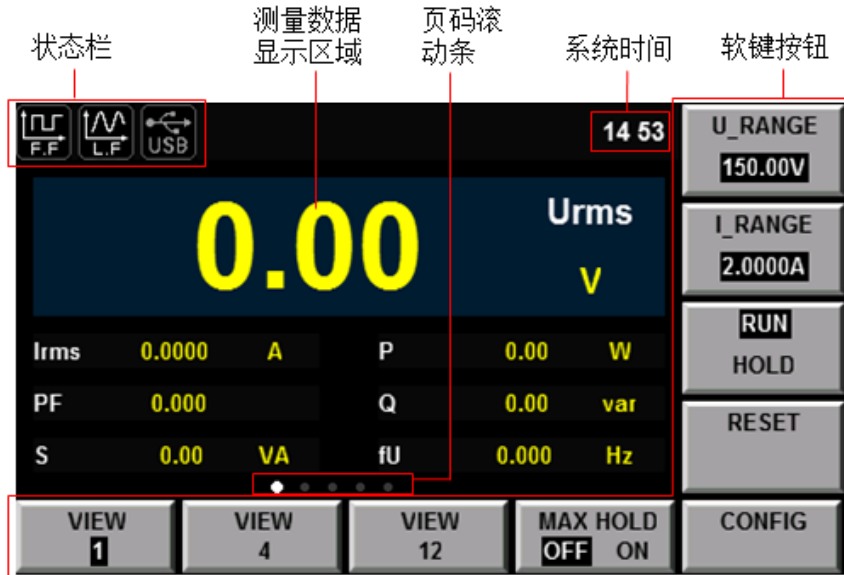 状态栏
测量数据
显示区域
页码滚
动条
系统时间
软键按钮
F.F L.F USB
14 53
0.00 Urms
V
Irms 0.0000 A P 0.00 W
PF 0.000 Q 0.00 var
S 0.00 VA fU 0.000 Hz
U_RANGE
150.00V
I_RANGE
2.0000A
RUN
HOLD
RESET
VIEW
1
VIEW
4
VIEW
12
MAX HOLD
OFF ON
CONFIG